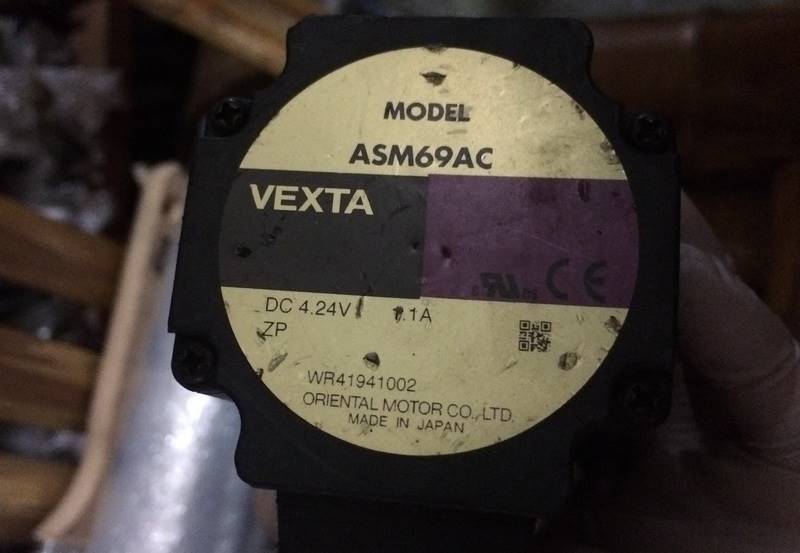 MODEL
ASM69AC
VEXTA
DC 4.24V 1.1A
ZP
WR41941002
ORIENTAL MOTOR CO., LTD.
MADE IN JAPAN